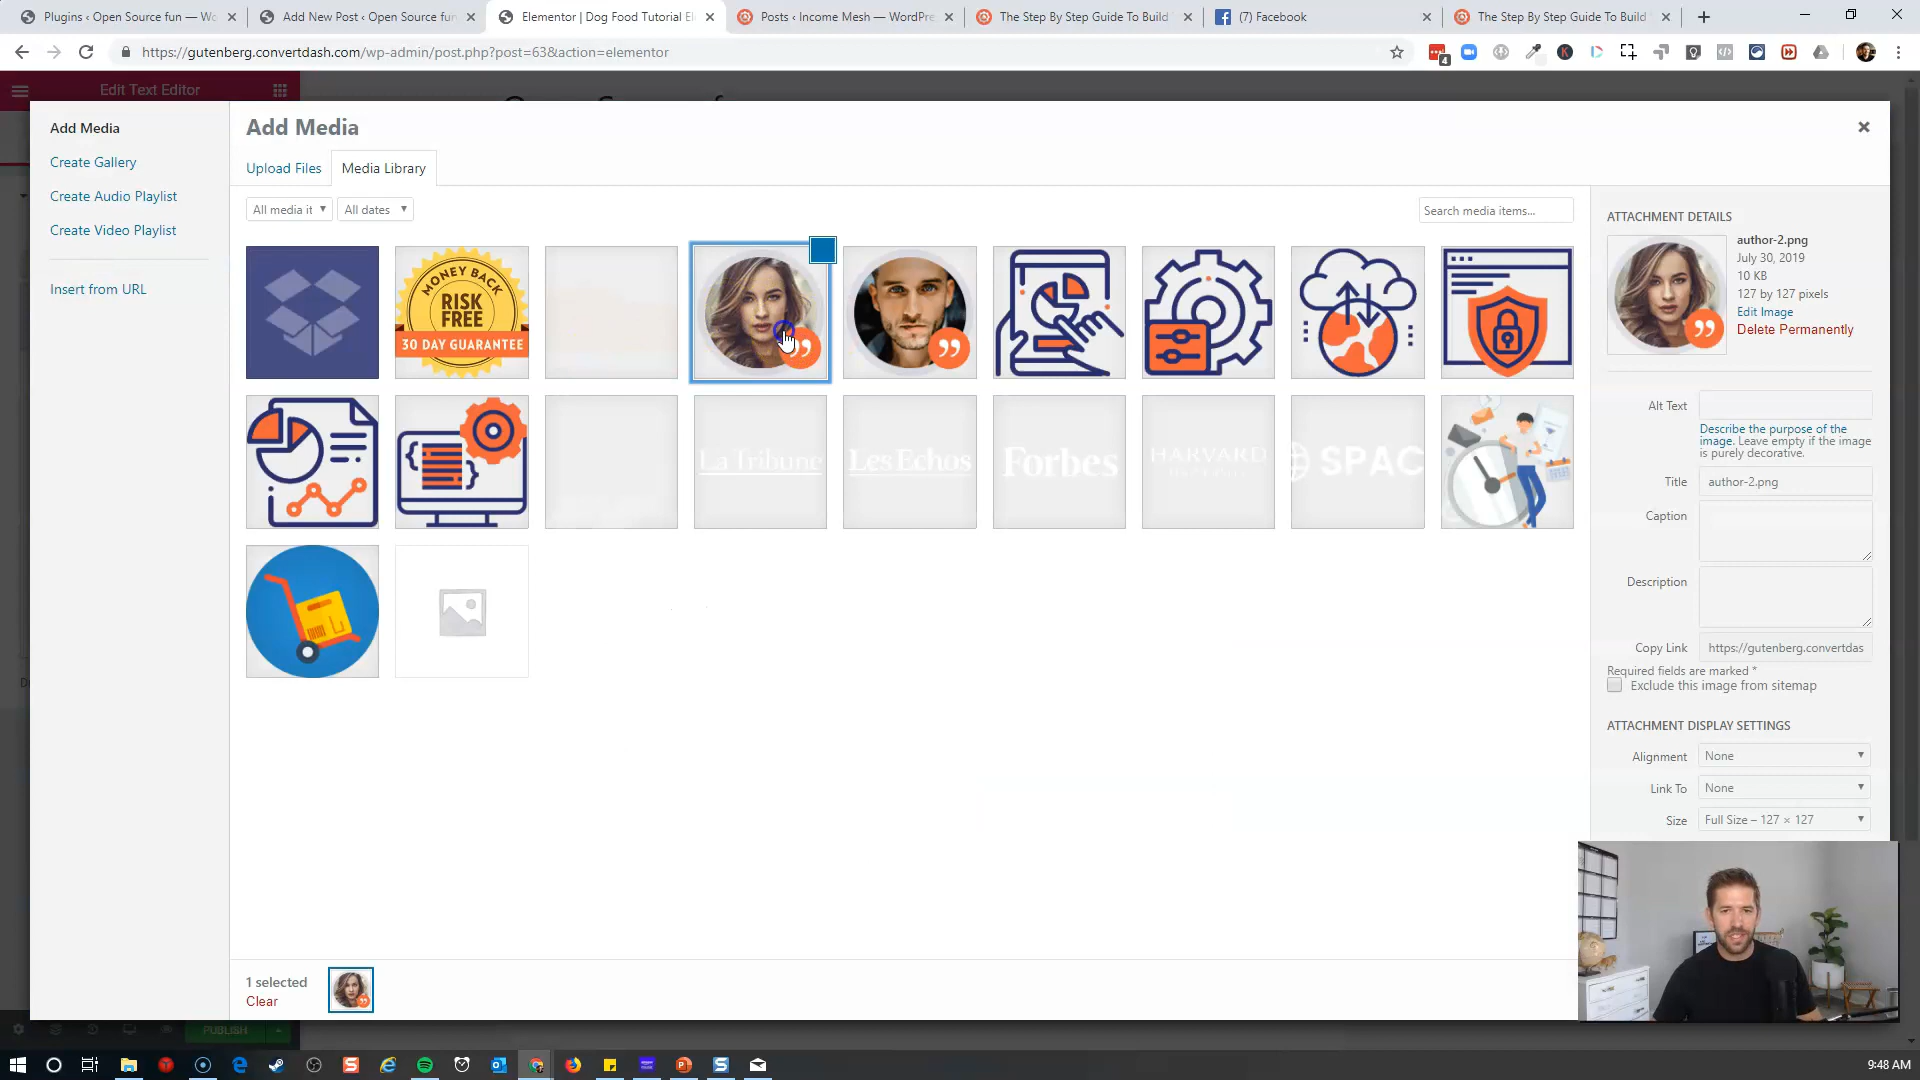 Plugins ‹ Open Source fun — Wo
Add New Post ‹ Open Source fun
Elementor | Dog Food Tutorial El
Posts ‹ Income Mesh — WordPre
The Step By Step Guide To Build
(7) Facebook
The Step By Step Guide To Build
https://gutenberg.convertdash.com/wp-admin/post.php?post=63&action=elementor
4
Edit Text Editor
Add Media
Create Gallery
Create Audio Playlist
Create Video Playlist
Insert from URL
Add Media
Upload Files
Media Library
All media it
All dates
Search media items...
MONEY BACK
RISK
FREE
30 DAY GUARANTEE
La Tribune
Les Echos
Forbes
HARVARD
SPAC
ATTACHMENT DETAILS
author-2.png
July 30, 2019
10 KB
127 by 127 pixels
Edit Image
Delete Permanently
Alt Text
Describe the purpose of the
image. Leave empty if the image
is purely decorative.
Title
author-2.png
Caption
Description
Copy Link
https://gutenberg.convertdas
Required fields are marked *
Exclude this image from sitemap
ATTACHMENT DISPLAY SETTINGS
Alignment
None
Link To
None
Size
Full Size – 127 × 127
1 selected
Clear
PUBLISH
9:48 AM